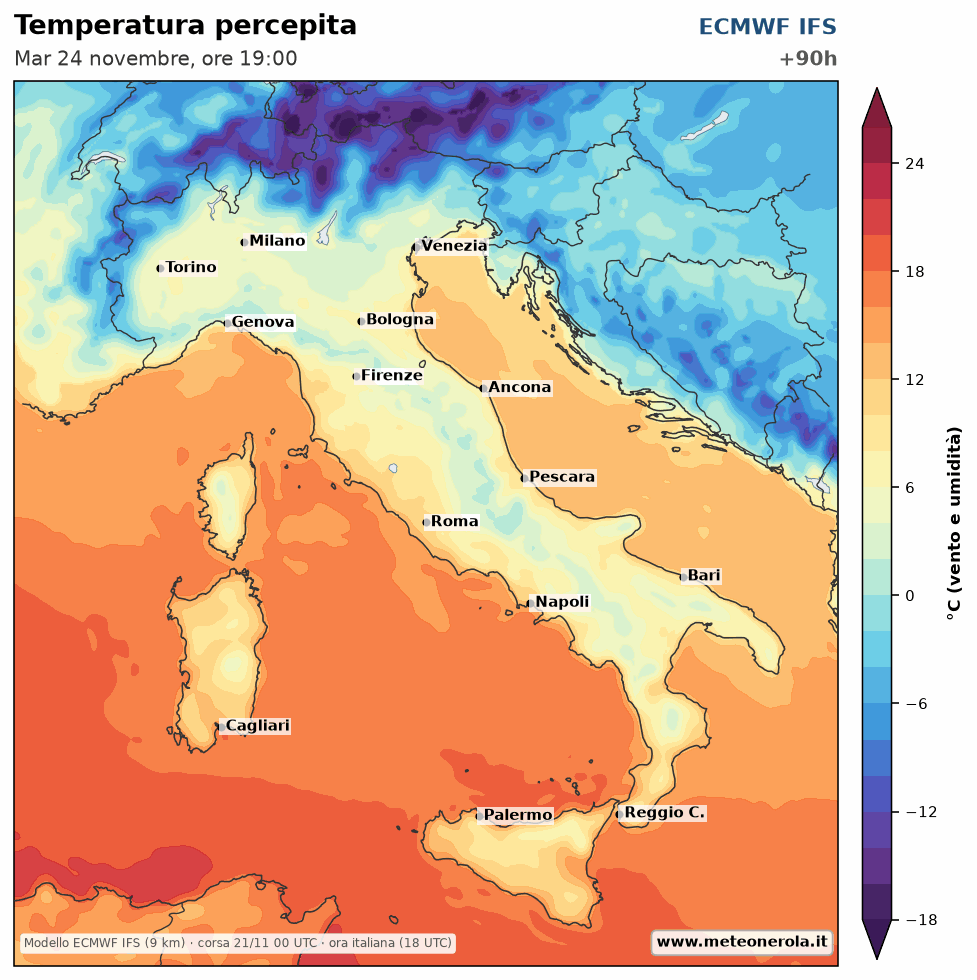 Temperatura percepita
ECMWF IFS
Mar 24 novembre, ore 19:00
+90h
Milano
Venezia
Torino
Genova
Bologna
Firenze
Ancona
Pescara
Roma
Bari
Napoli
Cagliari
Palermo
Reggio C.
24
18
12
6
0
−6
−12
−18
°C (vento e umidità)
Modello ECMWF IFS (9 km) · corsa 21/11 00 UTC · ora italiana (18 UTC)
www.meteonerola.it